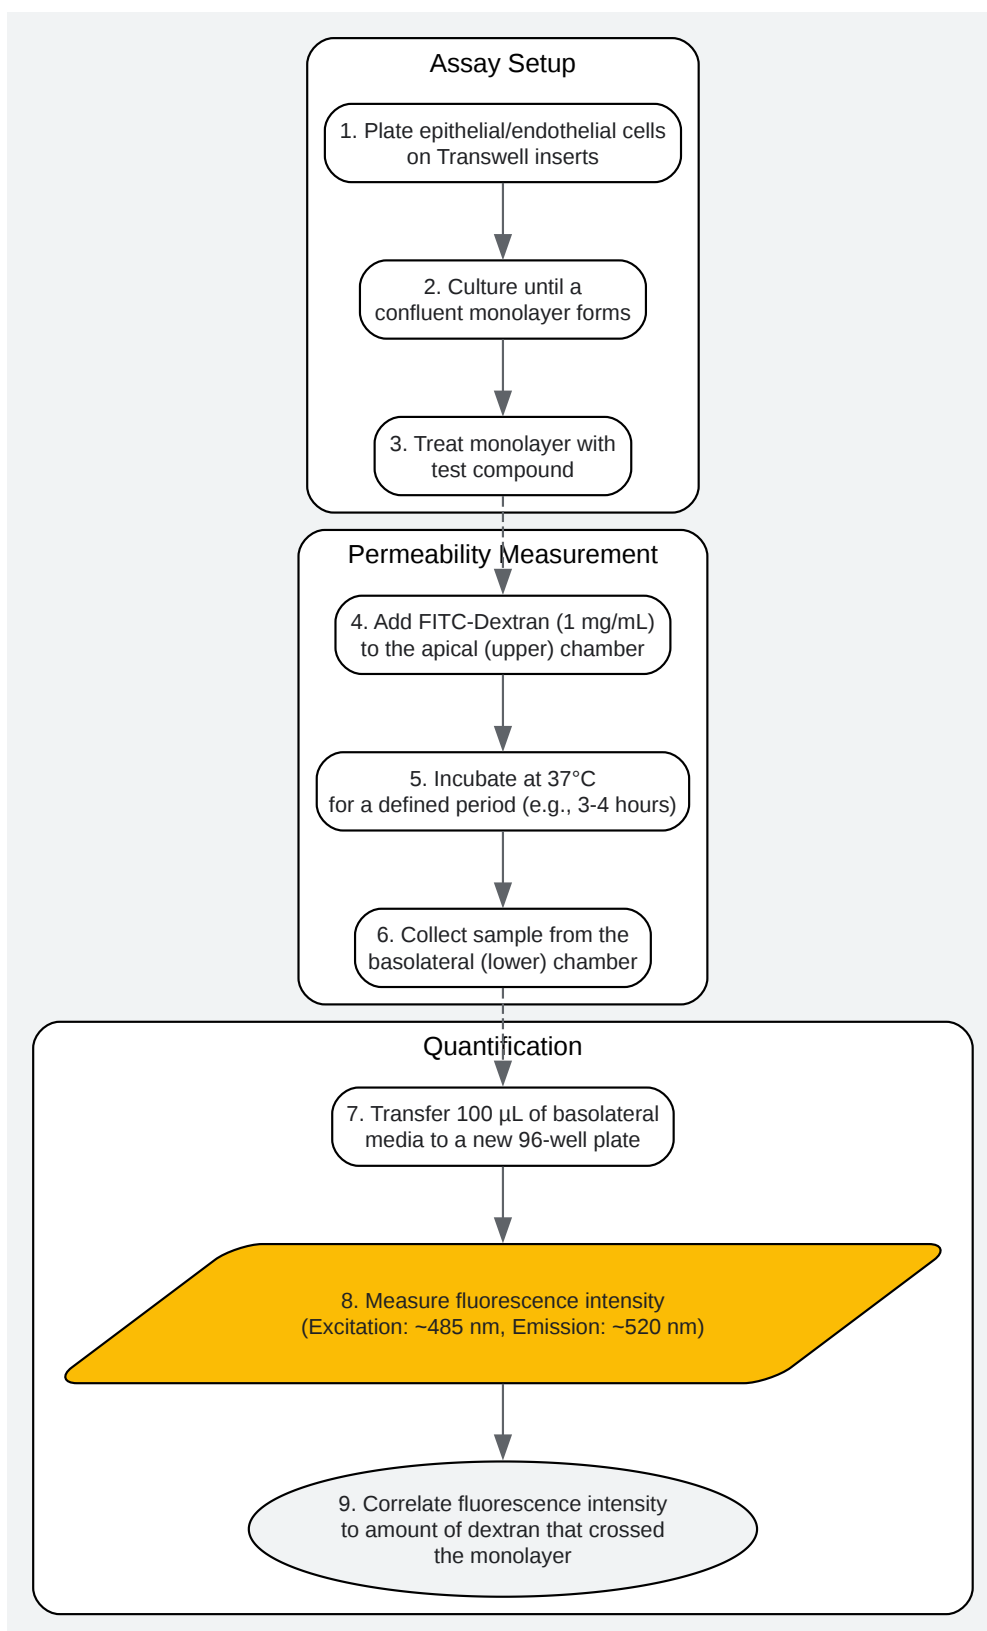 Assay Setup
1. Plate epithelial/endothelial cells
on Transwell inserts
2. Culture until a
confluent monolayer forms
3. Treat monolayer with
test compound
Permeability Measurement
4. Add FITC-Dextran (1 mg/mL)
to the apical (upper) chamber
5. Incubate at 37°C
for a defined period (e.g., 3-4 hours)
6. Collect sample from the
basolateral (lower) chamber
Quantification
7. Transfer 100 µL of basolateral
media to a new 96-well plate
8. Measure fluorescence intensity
(Excitation: ~485 nm, Emission: ~520 nm)
9. Correlate fluorescence intensity
to amount of dextran that crossed
the monolayer